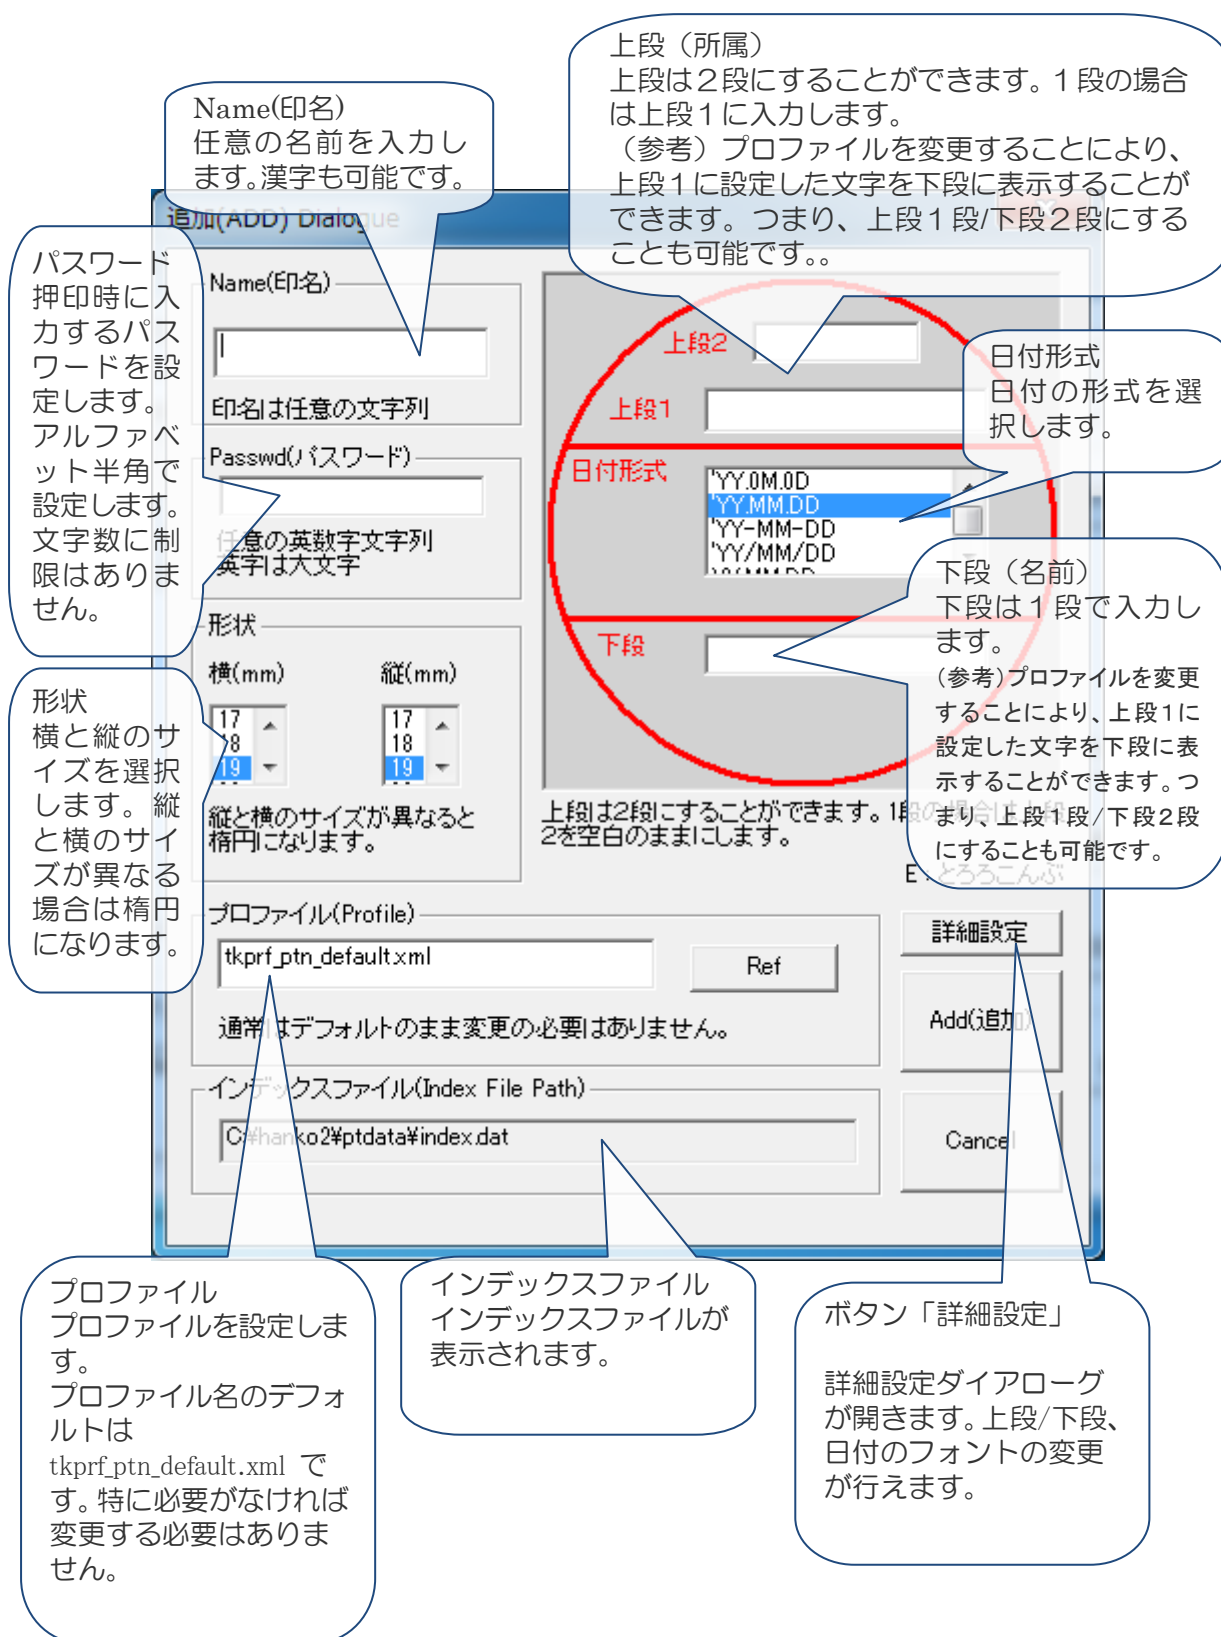 上段（所属）
上段は２段にすることができます。１段の場合
は上段１に入力します。
（参考）プロファイルを変更することにより、
上段１に設定した文字を下段に表示することが
できます。つまり、上段１段/下段２段にする
ことも可能です。。
Name(印名)
任意の名前を入力し
ます。漢字も可能です。
追加(ADD) Dialogue
パスワード
押印時に入
力するパス
ワードを設
定します。
アルファベ
ット半角で
設定します。
文字数に制
限はありま
せん。
Name(印名)
印名は任意の文字列
Passwd(パスワード)
任意の英数字文字列
英字は大文字
上段2
上段1
日付形式
'YY.0M.0D
'YY.MM.DD
'YY-MM-DD
'YY/MM/DD
下段
日付形式
日付の形式を選
択します。
下段（名前）
下段は１段で入力し
ます。
(参考)プロファイルを変更
することにより、上段１に
設定した文字を下段に表
示することができます。つ
まり、上段１段/下段２段
にすることも可能です。
形状
横(mm) 縦(mm)
17 17
18 18
19 19
縦と横のサイズが異なると
楕円になります。
形状
横と縦のサ
イズを選択
します。縦
と横のサイ
ズが異なる
場合は楕円
になります。
上段は2段にすることができます。1段の場合は上段
2を空白のままにします。
とろろこんぶ
プロファイル(Profile)
tkprf_ptn_default.xml Ref
通常はデフォルトのまま変更の必要はありません。
詳細設定
Add(追加)
インデックスファイル(Index File Path)
C:¥hanko2¥ptdata¥index.dat
Cancel
プロファイル
プロファイルを設定しま
す。
プロファイル名のデフォ
ルトは
tkprf_ptn_default.xml で
す。特に必要がなければ
変更する必要はありま
せん。
インデックスファイル
インデックスファイルが
表示されます。
ボタン「詳細設定」
詳細設定ダイアローグ
が開きます。上段/下段、
日付のフォントの変更
が行えます。